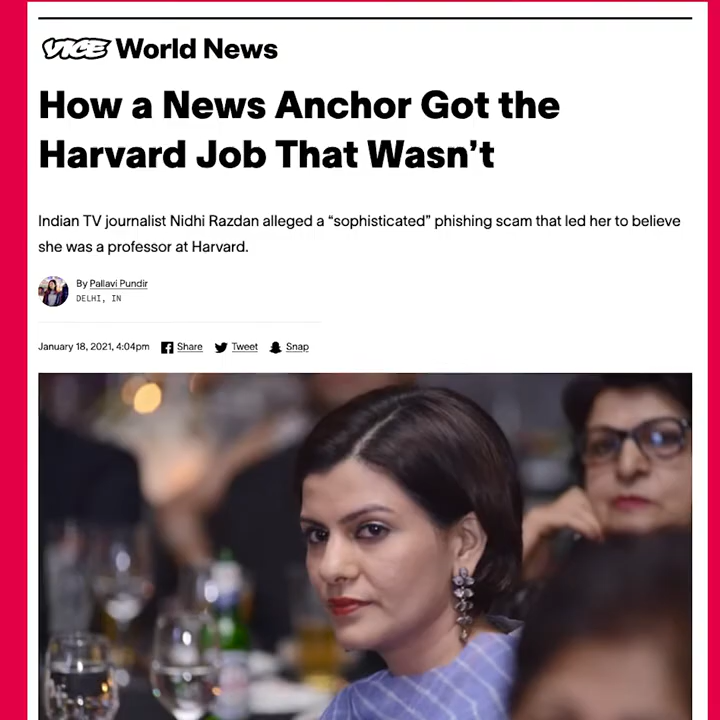 VICE World News
How a News Anchor Got the
Harvard Job That Wasn't
Indian TV journalist Nidhi Razdan alleged a “sophisticated” phishing scam that led her to believe
she was a professor at Harvard.
By Pallavi Pundir
DELHI, IN
January 18, 2021, 4:04pm Share Tweet Snap